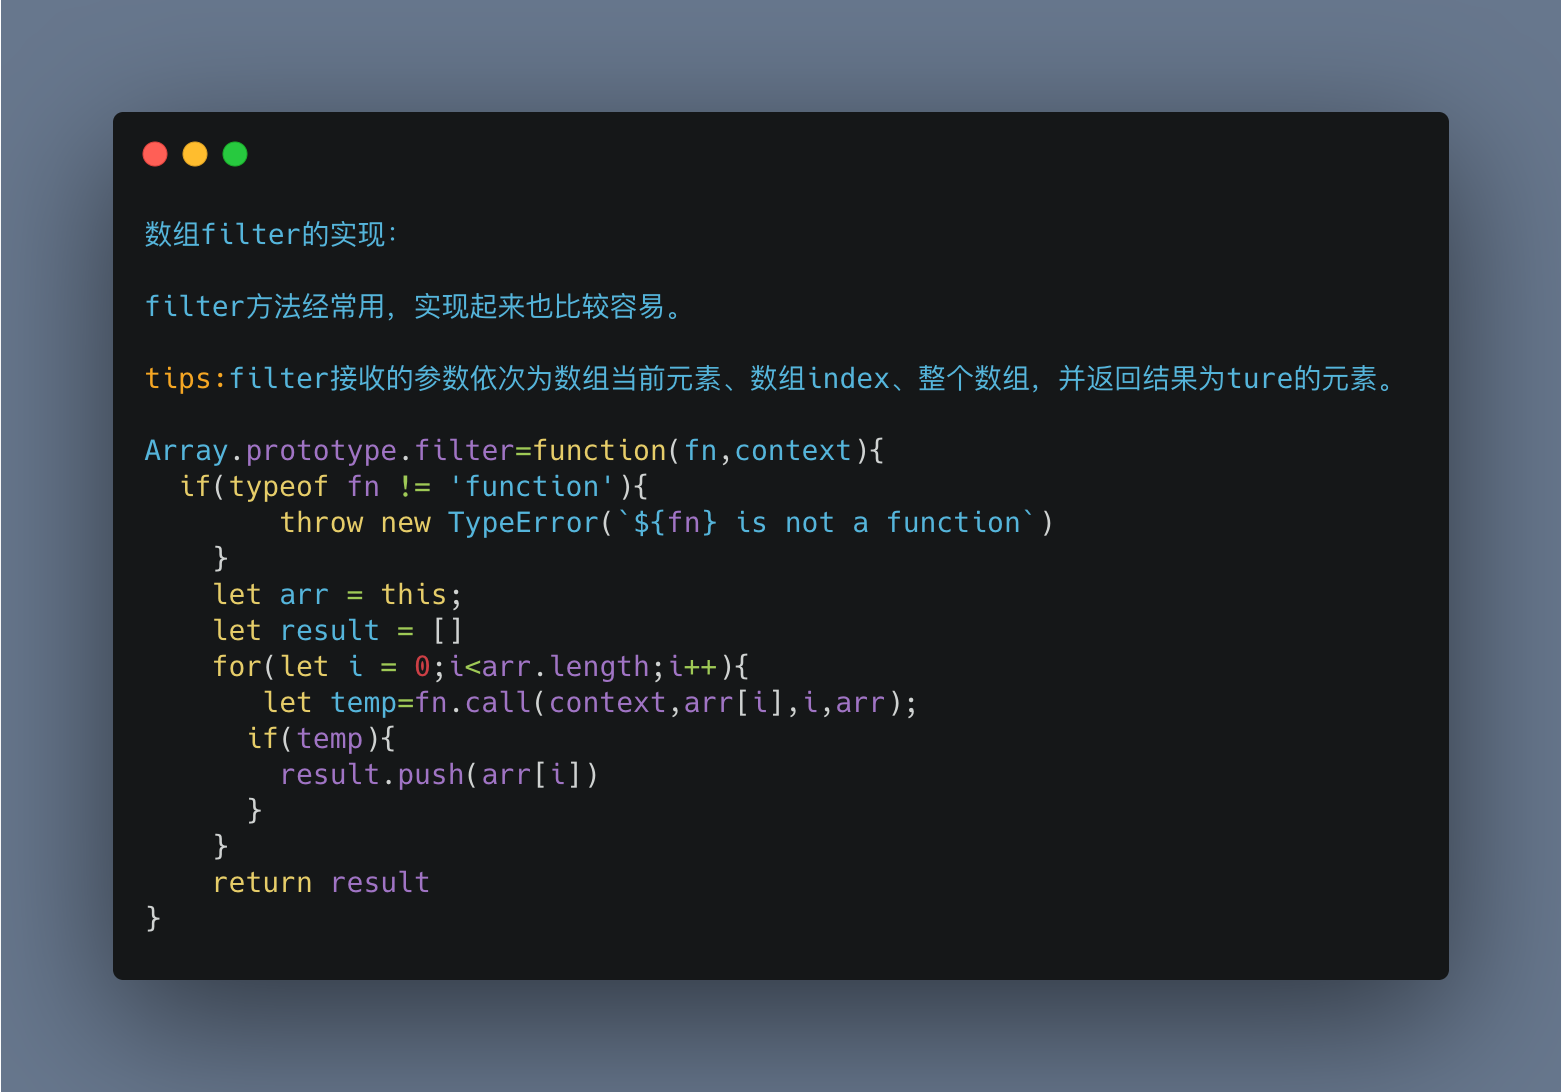 数组filter的实现：
filter方法经常用，实现起来也比较容易。
tips:filter接收的参数依次为数组当前元素、数组index、整个数组，并返回结果为ture的元素。
Array.prototype.filter=function(fn,context){
  if(typeof fn != 'function'){
        throw new TypeError(`${fn} is not a function`)
    }
    let arr = this;
    let result = []
    for(let i = 0;i<arr.length;i++){
       let temp=fn.call(context,arr[i],i,arr);
      if(temp){
        result.push(arr[i])
      }
    }
    return result
}